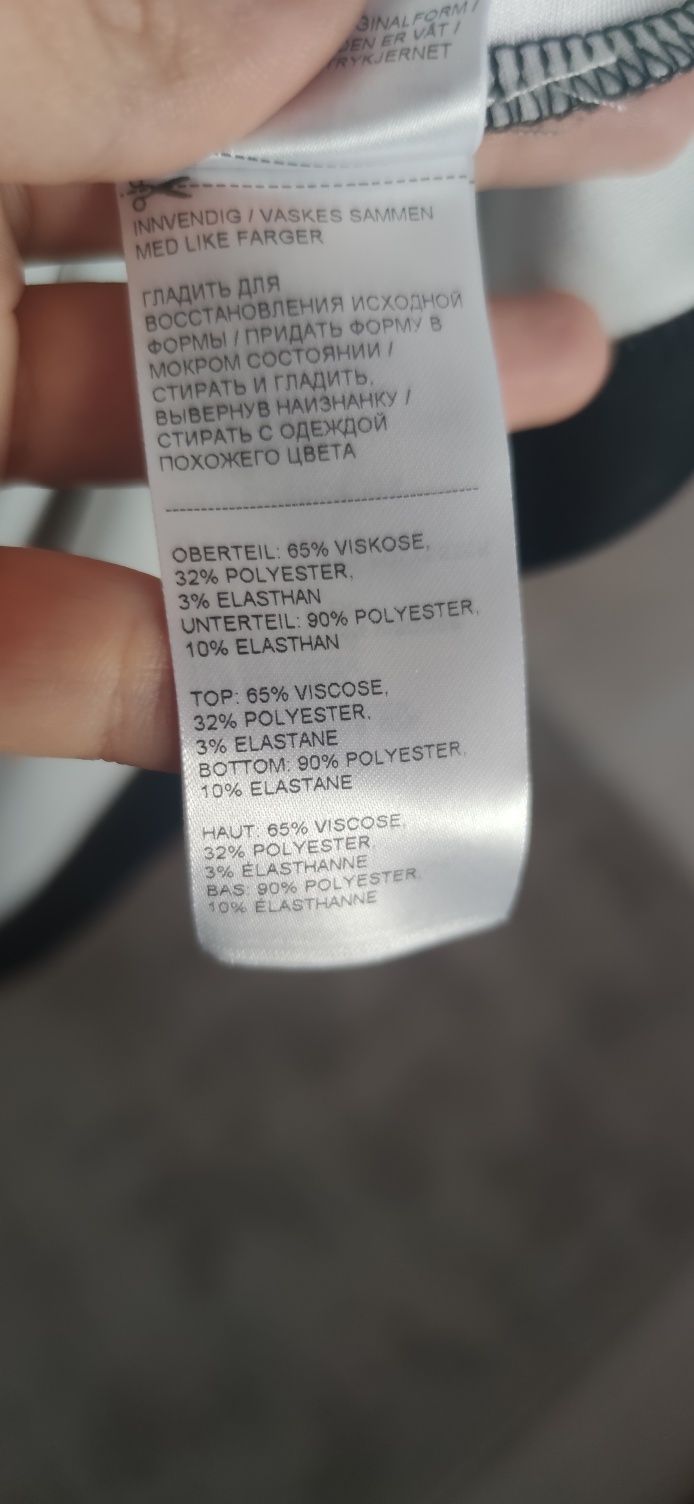 FORM /
ER VÅT /
INNVENDIG / VASKES SAMMEN
MED LIKE FARGER
ГЛАДИТЬ ДЛЯ
ВОССТАНОВЛЕНИЯ ИСХОДНОЙ
ФОРМЫ / ПРИДАТЬ ФОРМУ В
МОКРОМ СОСТОЯНИИ /
СТИРАТЬ И ГЛАДИТЬ,
ВЫВЕРНУВ НАИЗНАНКУ /
СТИРАТЬ С ОДЕЖДОЙ
ПОХОЖЕГО ЦВЕТА
OBERTEIL: 65% VISKOSE,
32% POLYESTER,
3% ELASTHAN
UNTERTEIL: 90% POLYESTER,
10% ELASTHAN
TOP: 65% VISCOSE,
32% POLYESTER,
3% ELASTANE
BOTTOM: 90% POLYESTER,
10% ELASTANE
HAUT: 65% VISCOSE,
32% POLYESTER,
3% ÉLASTHANNE
BAS: 90% POLYESTER,
10% ÉLASTHANNE